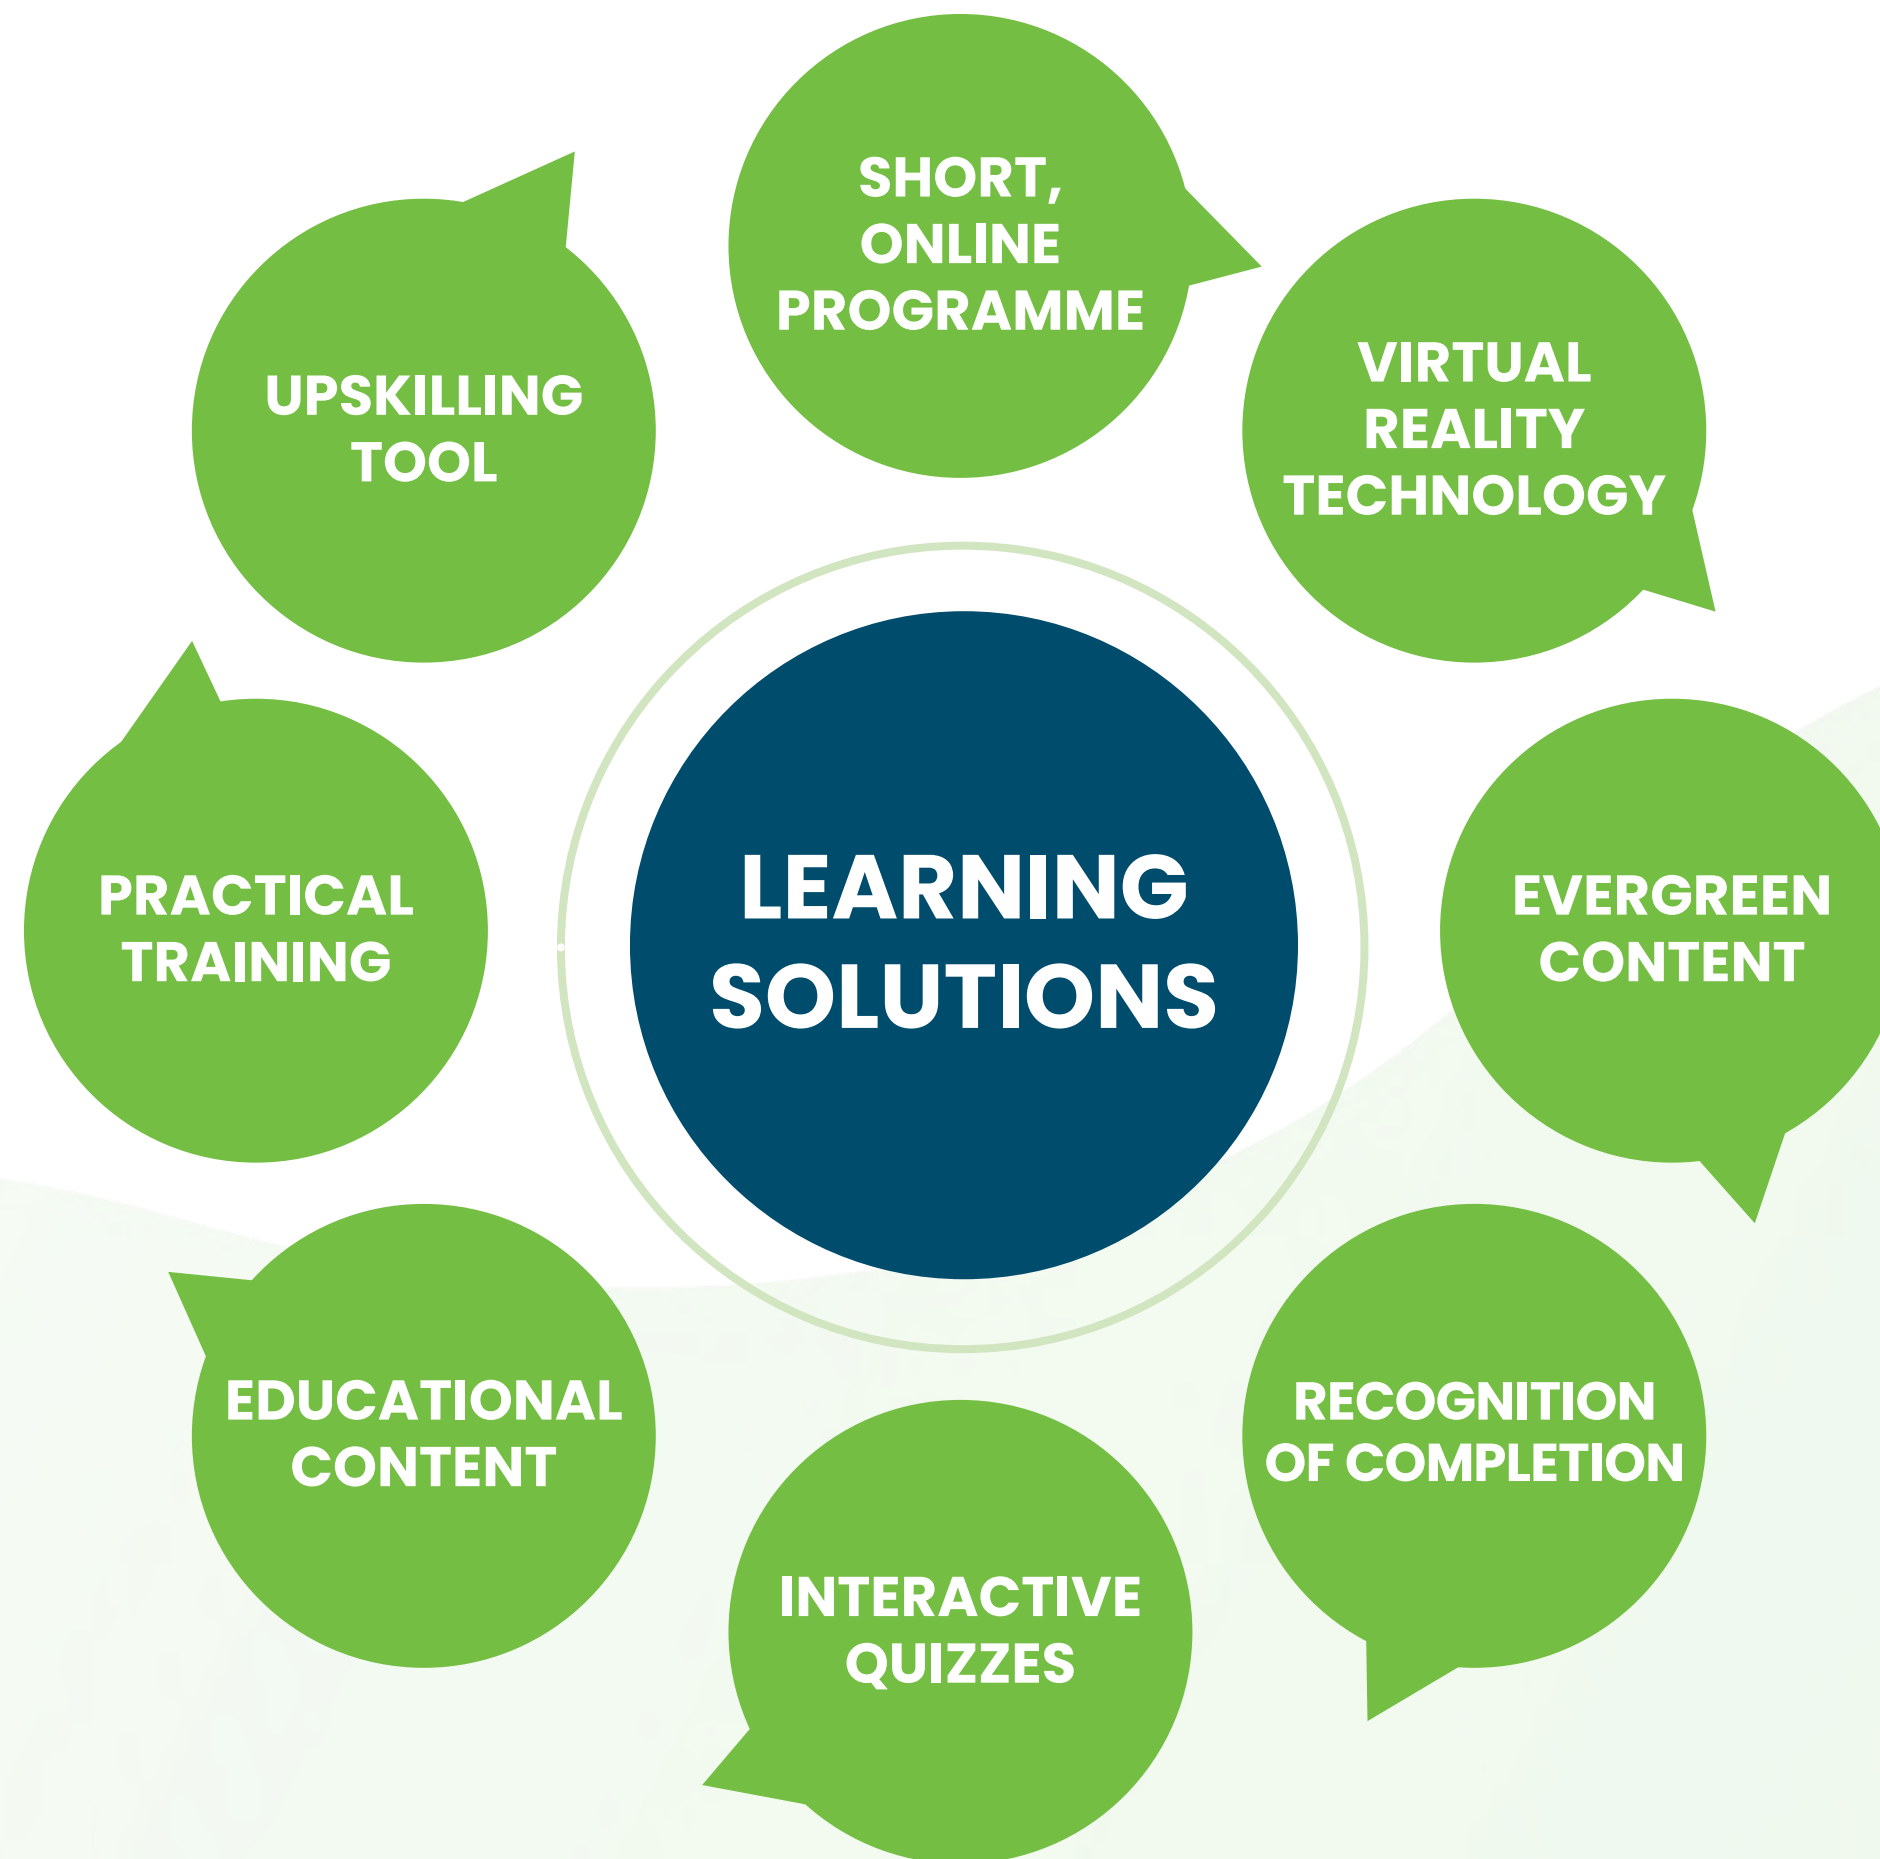 SHORT,
ONLINE
PROGRAMME
VIRTUAL
REALITY
TECHNOLOGY
EVERGREEN
CONTENT
RECOGNITION
OF COMPLETION
INTERACTIVE
QUIZZES
EDUCATIONAL
CONTENT
PRACTICAL
TRAINING
UPSKILLING
TOOL
LEARNING
SOLUTIONS